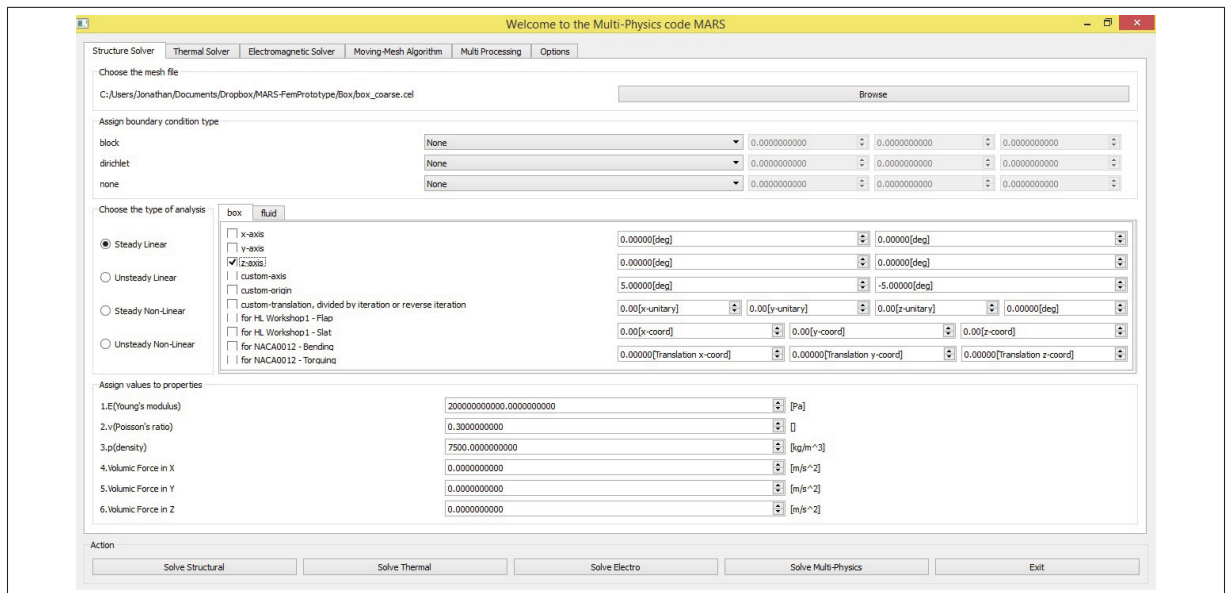 Welcome to the Multi-Physics code MARS
Structure Solver Thermal Solver Electromagnetic Solver Moving-Mesh Algorithm Multi Processing Options
Choose the mesh file
C:/Users/Jonathan/Documents/Dropbox/MARS-FemPrototype/Box/box_coarse.cel Browse
Assign boundary condition type
block None 0.0000000000 0.0000000000 0.0000000000
dirichlet None 0.0000000000 0.0000000000 0.0000000000
none None 0.0000000000 0.0000000000 0.0000000000
Choose the type of analysis
Steady Linear
Unsteady Linear
Steady Non-Linear
Unsteady Non-Linear
box fluid
x-axis
y-axis
z-axis
custom-axis
custom-origin
custom-translation, divided by iteration or reverse iteration
for HL Workshop1 - Flap
for HL Workshop1 - Slat
for NACA0012 - Bending
for NACA0012 - Torquing
0.00000[deg] 0.00000[deg]
0.00000[deg] 0.00000[deg]
5.00000[deg] -5.00000[deg]
0.00[x-unitary] 0.00[y-unitary] 0.00[z-unitary] 0.00000[deg]
0.00[x-coord] 0.00[y-coord] 0.00[z-coord]
0.00000[Translation x-coord] 0.00000[Translation y-coord] 0.00000[Translation z-coord]
Assign values to properties
1.E(Young's modulus) 200000000000.0000000000 [Pa]
2.v(Poisson's ratio) 0.3000000000 []
3.p(density) 7500.0000000000 [kg/m^3]
4.Volumic Force in X 0.0000000000 [m/s^2]
5.Volumic Force in Y 0.0000000000 [m/s^2]
6.Volumic Force in Z 0.0000000000 [m/s^2]
Action
Solve Structural Solve Thermal Solve Electro Solve Multi-Physics Exit